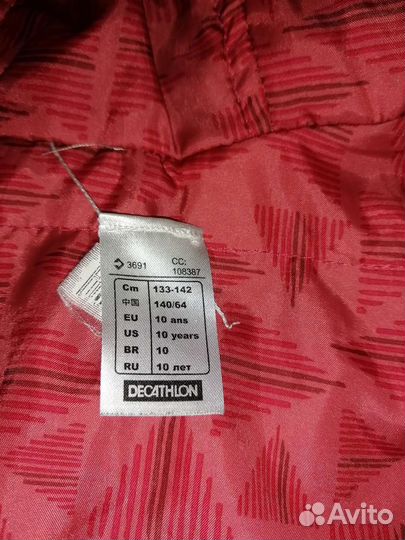 3691 CC: 108387
Cm 133-142
中国 140/64
EU 10 ans
US 10 years
BR 10
RU 10 лет
DECATHLON
Avito